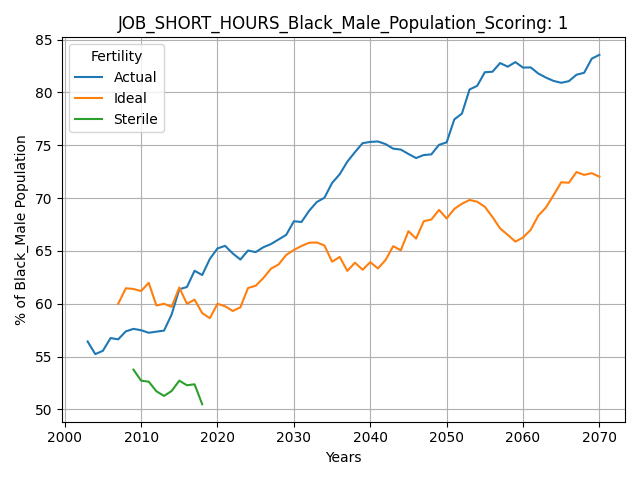 JOB_SHORT_HOURS_Black_Male_Population_Scoring: 1
Fertility
Actual
Ideal
Sterile
% of Black_Male Population
85
80
75
70
65
60
55
50
2000 2010 2020 2030 2040 2050 2060 2070
Years